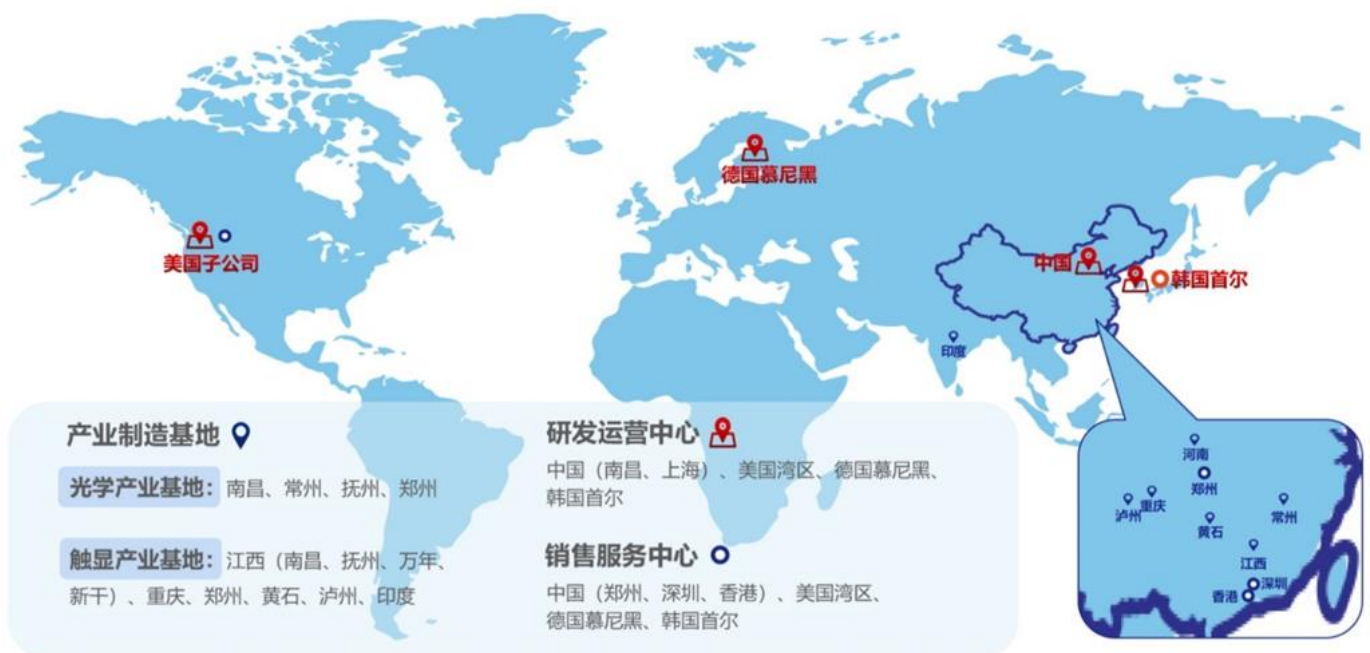 德国慕尼黑
美国子公司
中国
韩国首尔
印度
产业制造基地
光学产业基地：南昌、常州、抚州、郑州
触显产业基地：江西（南昌、抚州、万年、
新干）、重庆、郑州、黄石、泸州、印度
研发运营中心
中国（南昌、上海）、美国湾区、德国慕尼黑、
韩国首尔
销售服务中心
中国（郑州、深圳、香港）、美国湾区、
德国慕尼黑、韩国首尔
河南
郑州
泸州
重庆
黄石
常州
江西
深圳
香港